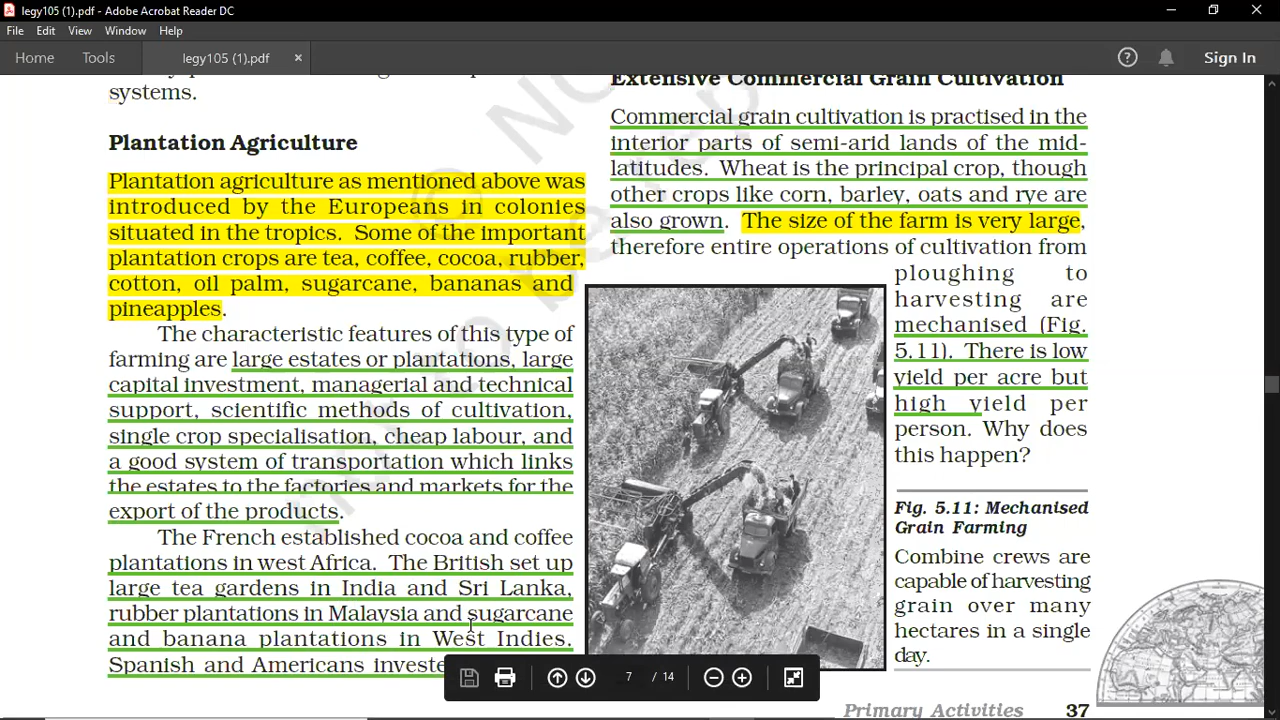 legy105 (1).pdf - Adobe Acrobat Reader DC
File Edit View Window Help
Home Tools legy105 (1).pdf × Sign In
systems.
Plantation Agriculture
Plantation agriculture as mentioned above was
introduced by the Europeans in colonies
situated in the tropics. Some of the important
plantation crops are tea, coffee, cocoa, rubber,
cotton, oil palm, sugarcane, bananas and
pineapples.
The characteristic features of this type of
farming are large estates or plantations, large
capital investment, managerial and technical
support, scientific methods of cultivation,
single crop specialisation, cheap labour, and
a good system of transportation which links
the estates to the factories and markets for the
export of the products.
The French established cocoa and coffee
plantations in west Africa. The British set up
large tea gardens in India and Sri Lanka,
rubber plantations in Malaysia and sugarcane
and banana plantations in West Indies.
Spanish and Americans
Extensive Commercial Grain Cultivation
Commercial grain cultivation is practised in the
interior parts of semi-arid lands of the mid-
latitudes. Wheat is the principal crop, though
other crops like corn, barley, oats and rye are
also grown. The size of the farm is very large,
therefore entire operations of cultivation from
ploughing to
harvesting are
mechanised (Fig.
5.11). There is low
yield per acre but
high yield per
person. Why does
this happen?
Fig. 5.11: Mechanised
Grain Farming
Combine crews are
capable of harvesting
grain over many
hectares in a single
day.
7 / 14
Primary Activities 37